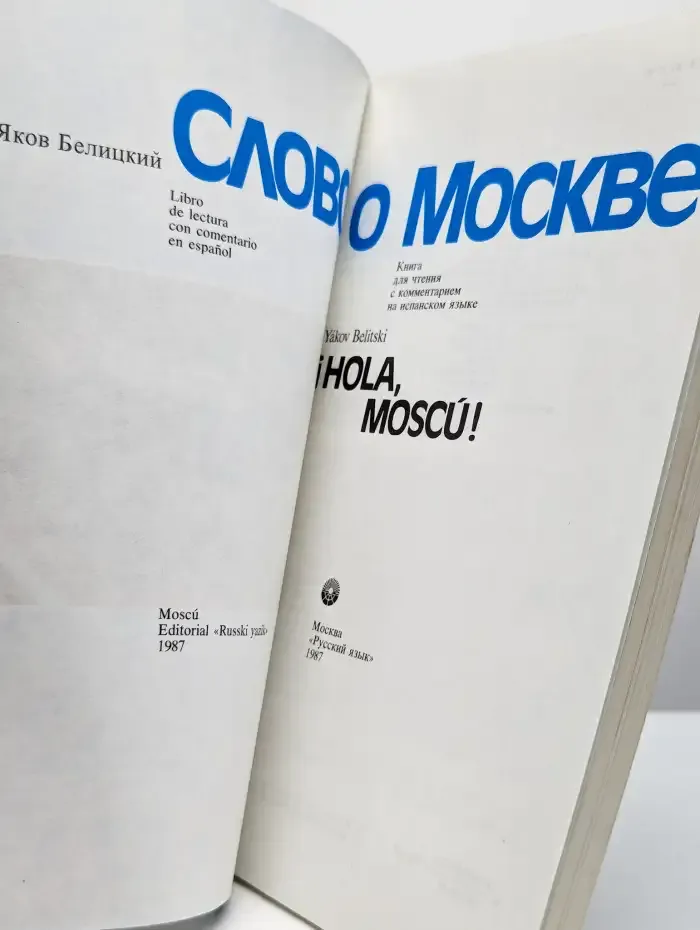 Яков Белицкий
СЛОВО О МОСКВЕ
Libro
de lectura
con comentario
en español
Книга
для чтения
с комментарием
на испанском языке
Yákov Belitski
¡HOLA,
MOSCÚ!
Moscú
Editorial «Russki yazík»
1987
Москва
«Русский язык»
1987